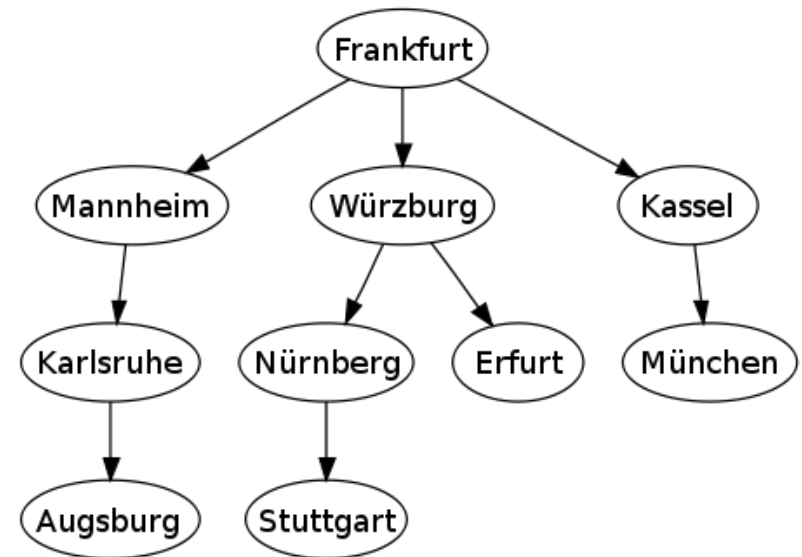 Frankfurt
Mannheim
Würzburg
Kassel
Karlsruhe
Nürnberg
Erfurt
München
Augsburg
Stuttgart